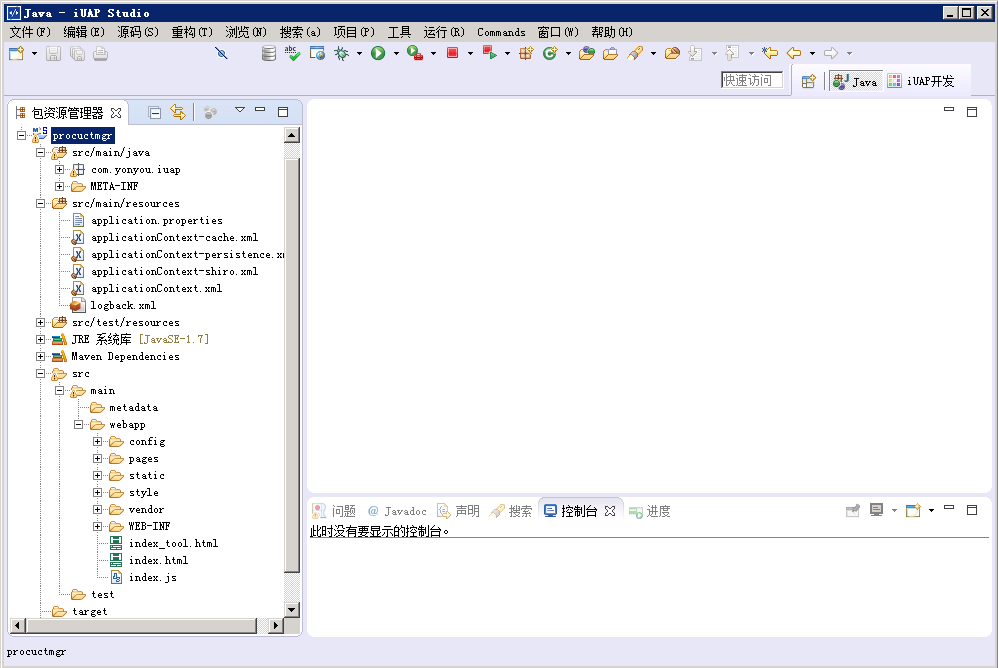 Java - iUAP Studio
文件(F) 编辑(E) 源码(S) 重构(T) 浏览(N) 搜索(a) 项目(P) 工具 运行(R) Commands 窗口(W) 帮助(H)
快速访问 Java iUAP开发
包资源管理器
procuctmgr
src/main/java
com.yonyou.iuap
META-INF
src/main/resources
application.properties
applicationContext-cache.xml
applicationContext-persistence.x
applicationContext-shiro.xml
applicationContext.xml
logback.xml
src/test/resources
JRE 系统库 [JavaSE-1.7]
Maven Dependencies
src
main
metadata
webapp
config
pages
static
style
vendor
WEB-INF
index_tool.html
index.html
index.js
test
target
问题 @ Javadoc 声明 搜索 控制台 进度
此时没有要显示的控制台。
procuctmgr